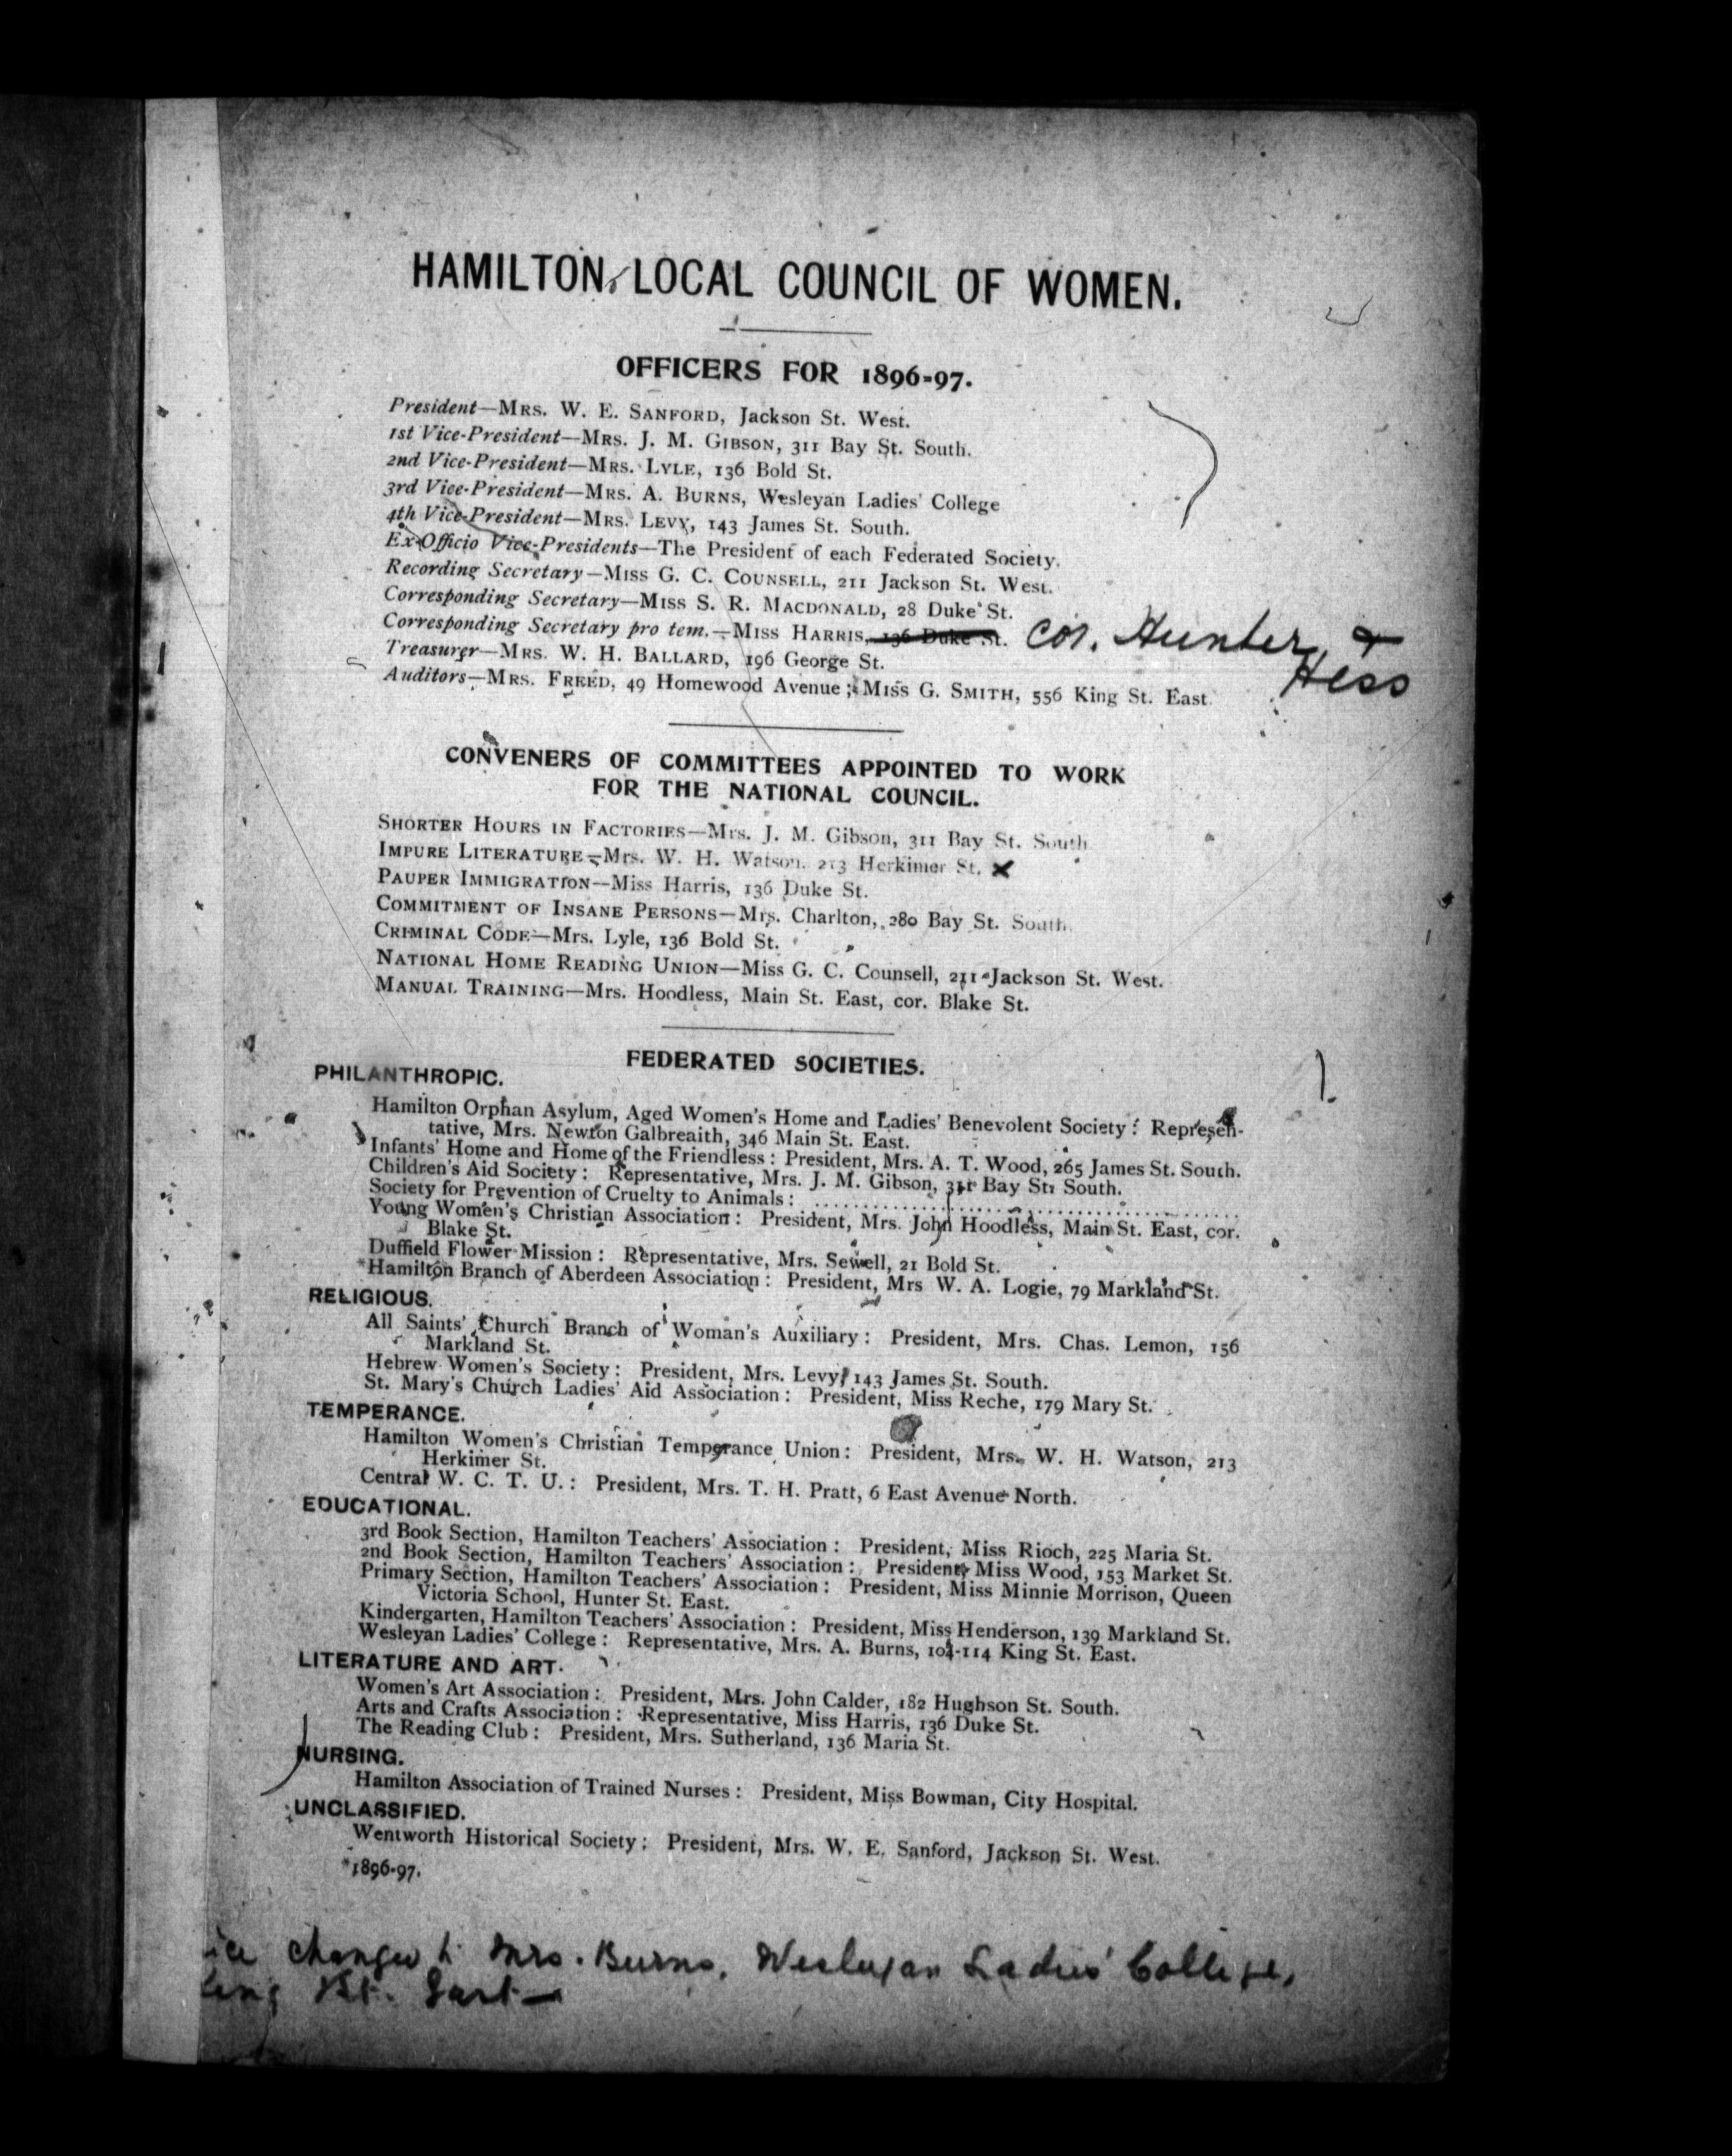 HAMILTON LOCAL COUNCIL OF WOMEN.
OFFICERS FOR 1896-97.
President—MRS. W. E. SANFORD, Jackson St. West.
1st Vice-President—MRS. J. M. GIBSON, 311 Bay St. South.
2nd Vice-President—MRS. LYLE, 136 Bold St.
3rd Vice-President—MRS. A. BURNS, Wesleyan Ladies' College
4th Vice-President—MRS. LEVY, 143 James St. South.
Ex-Officio Vice-Presidents—The President of each Federated Society.
Recording Secretary—MISS G. C. COUNSELL, 211 Jackson St. West.
Corresponding Secretary—MISS S. R. MACDONALD, 28 Duke St.
Corresponding Secretary pro tem.—MISS HARRIS, 136 Duke St. cor. Hunter &
Hess
Treasurer—MRS. W. H. BALLARD, 196 George St.
Auditors—MRS. FREED, 49 Homewood Avenue; MISS G. SMITH, 556 King St. East.
CONVENERS OF COMMITTEES APPOINTED TO WORK
FOR THE NATIONAL COUNCIL.
SHORTER HOURS IN FACTORIES—Mrs. J. M. Gibson, 311 Bay St. South.
IMPURE LITERATURE—Mrs. W. H. Watson. 213 Herkimer St. x
PAUPER IMMIGRATION—Miss Harris, 136 Duke St.
COMMITMENT OF INSANE PERSONS—Mrs. Charlton, 280 Bay St. South.
CRIMINAL CODE—Mrs. Lyle, 136 Bold St.
NATIONAL HOME READING UNION—Miss G. C. Counsell, 211 Jackson St. West.
MANUAL TRAINING—Mrs. Hoodless, Main St. East, cor. Blake St.
FEDERATED SOCIETIES.
PHILANTHROPIC.
Hamilton Orphan Asylum, Aged Women's Home and Ladies' Benevolent Society: Represen-
tative, Mrs. Newton Galbreaith, 346 Main St. East.
Infants' Home and Home of the Friendless: President, Mrs. A. T. Wood, 265 James St. South.
Children's Aid Society: Representative, Mrs. J. M. Gibson, 311 Bay St. South.
Society for Prevention of Cruelty to Animals: ........................................
Young Women's Christian Association: President, Mrs. John Hoodless, Main St. East, cor.
Blake St.
Duffield Flower Mission: Representative, Mrs. Sewell, 21 Bold St.
*Hamilton Branch of Aberdeen Association: President, Mrs W. A. Logie, 79 Markland St.
RELIGIOUS.
All Saints' Church Branch of Woman's Auxiliary: President, Mrs. Chas. Lemon, 156
Markland St.
Hebrew Women's Society: President, Mrs. Levy, 143 James St. South.
St. Mary's Church Ladies' Aid Association: President, Miss Reche, 179 Mary St.
TEMPERANCE.
Hamilton Women's Christian Temperance Union: President, Mrs. W. H. Watson, 213
Herkimer St.
Central W. C. T. U.: President, Mrs. T. H. Pratt, 6 East Avenue North.
EDUCATIONAL.
3rd Book Section, Hamilton Teachers' Association: President, Miss Rioch, 225 Maria St.
2nd Book Section, Hamilton Teachers' Association: President, Miss Wood, 153 Market St.
Primary Section, Hamilton Teachers' Association: President, Miss Minnie Morrison, Queen
Victoria School, Hunter St. East.
Kindergarten, Hamilton Teachers' Association: President, Miss Henderson, 139 Markland St.
Wesleyan Ladies' College: Representative, Mrs. A. Burns, 104-114 King St. East.
LITERATURE AND ART.
Women's Art Association: President, Mrs. John Calder, 182 Hughson St. South.
Arts and Crafts Association: Representative, Miss Harris, 136 Duke St.
The Reading Club: President, Mrs. Sutherland, 136 Maria St.
NURSING.
Hamilton Association of Trained Nurses: President, Miss Bowman, City Hospital.
UNCLASSIFIED.
Wentworth Historical Society: President, Mrs. W. E. Sanford, Jackson St. West.
*1896-97.
changed to Mrs. Burns, Wesleyan Ladies' College,
St. East—